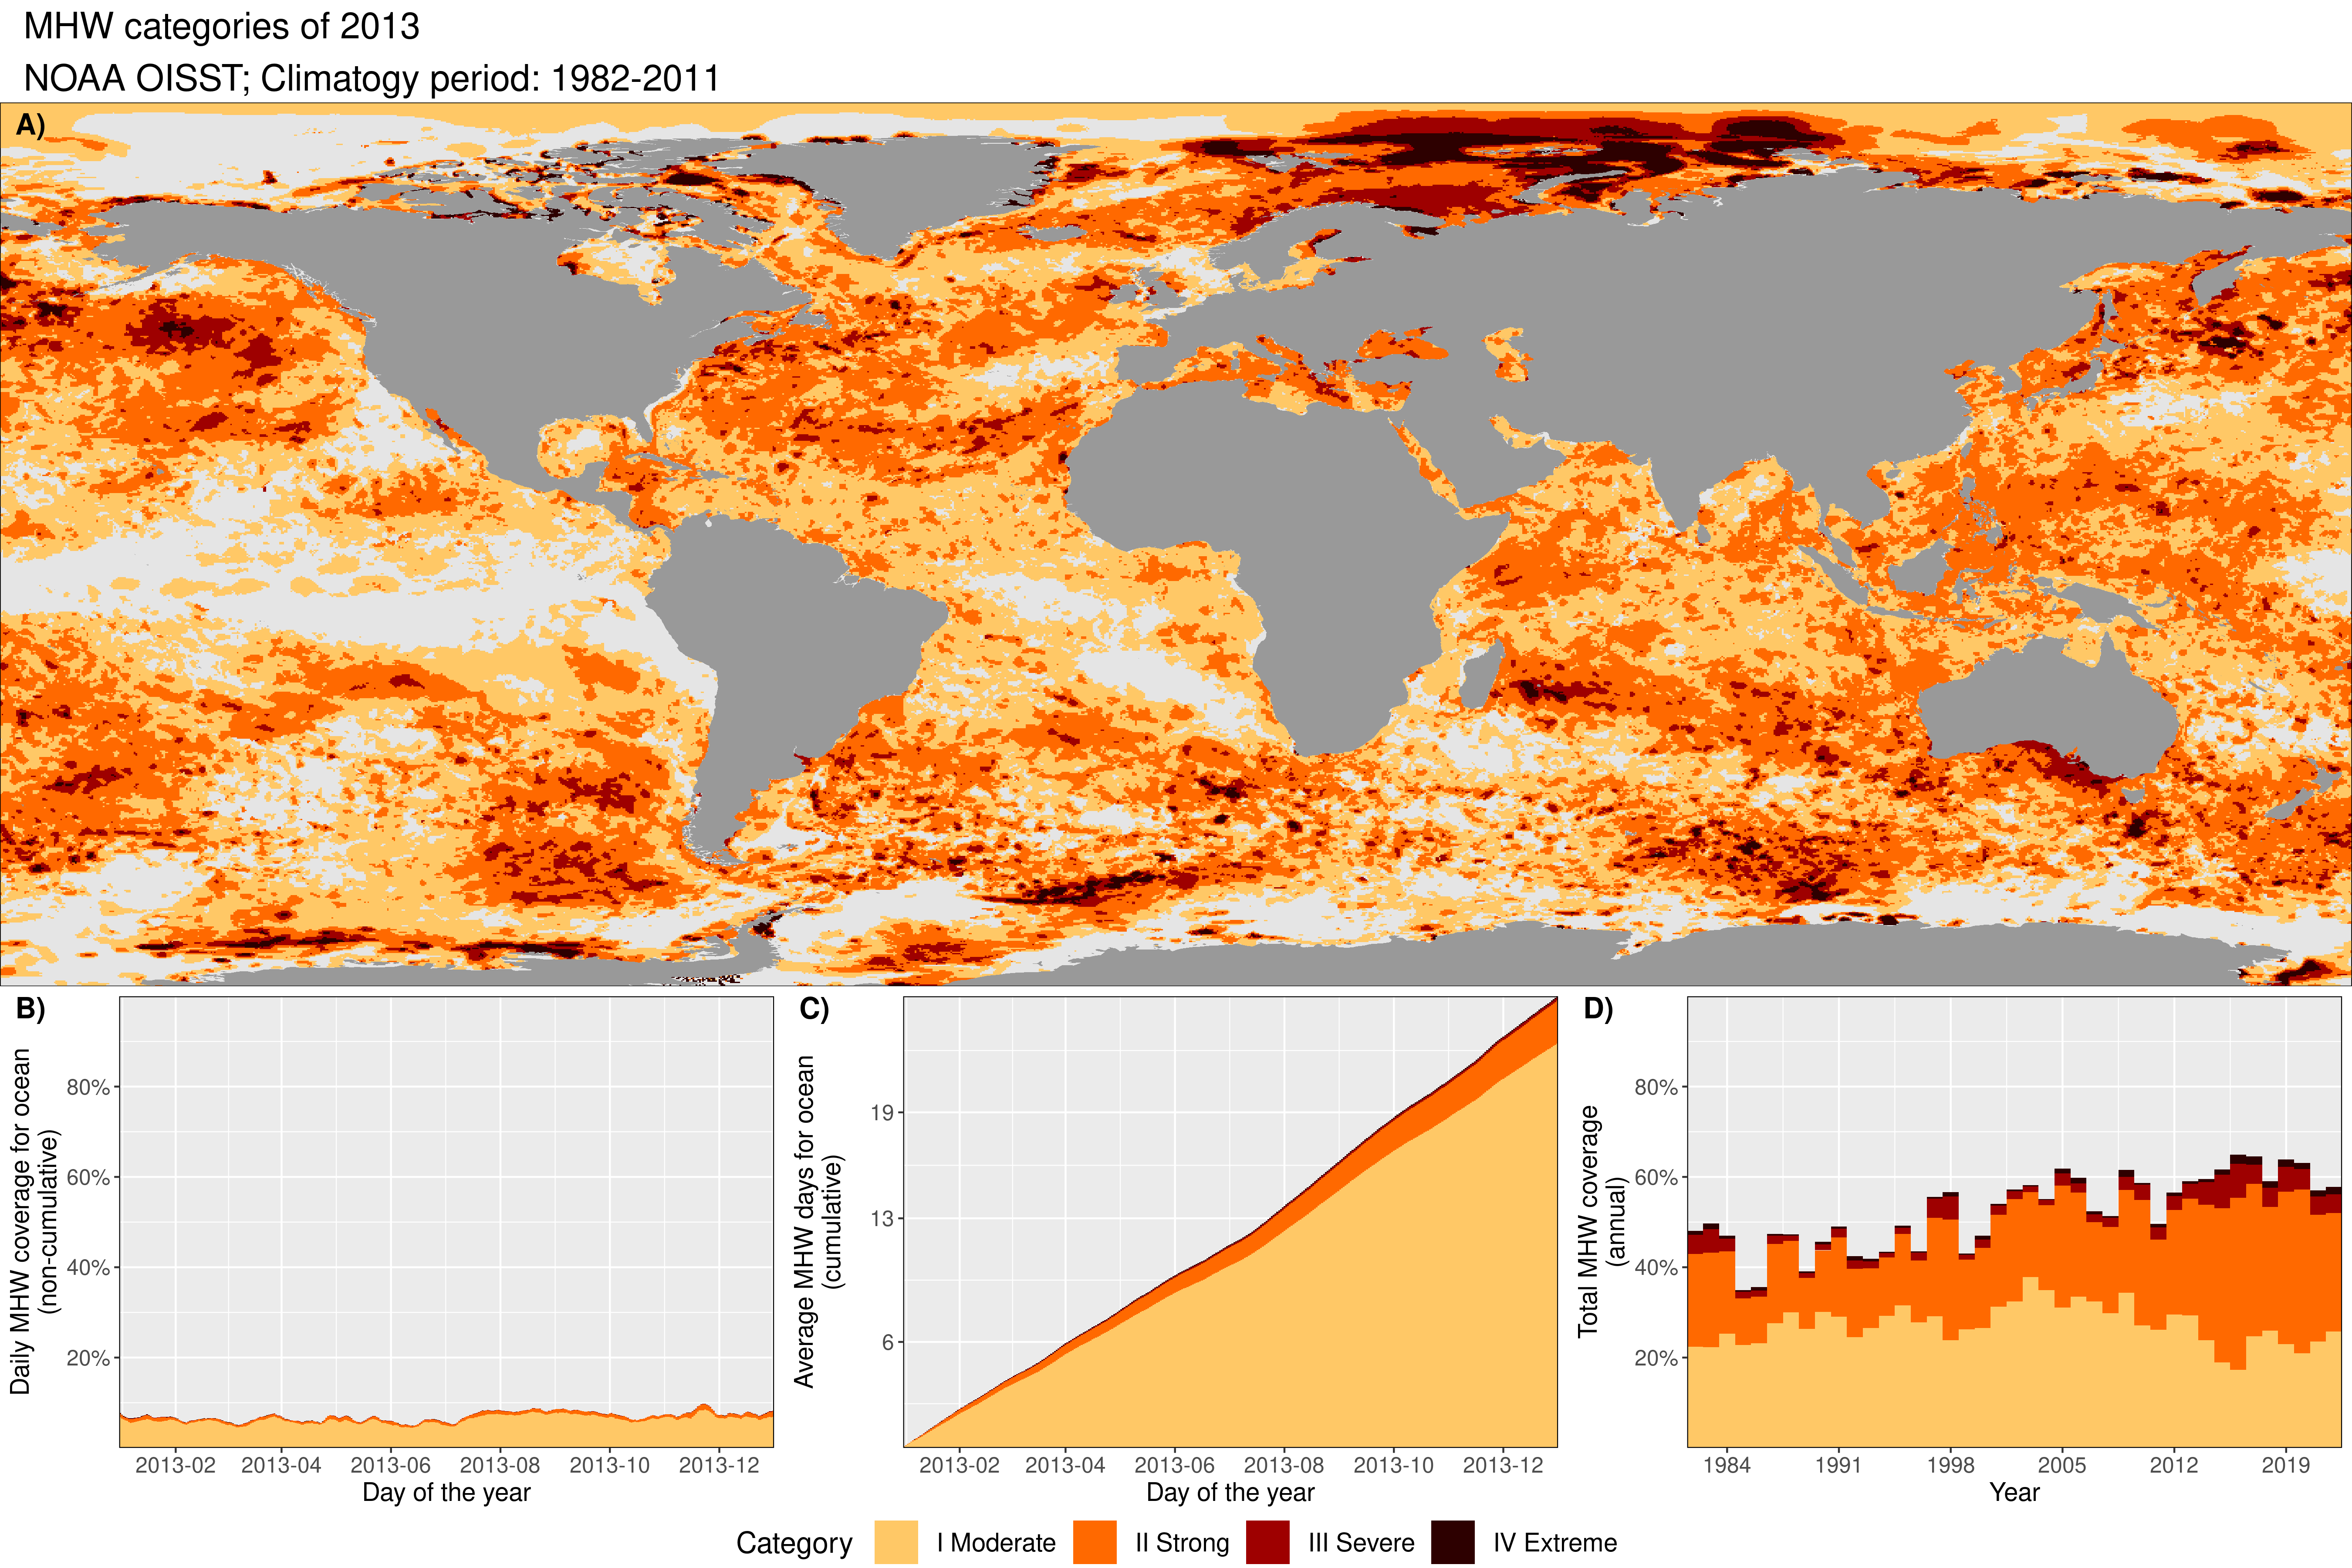 MHW categories of 2013
NOAA OISST; Climatogy period: 1982-2011
A)
B)
Daily MHW coverage for ocean
(non-cumulative)
80%
60%
40%
20%
2013-02 2013-04 2013-06 2013-08 2013-10 2013-12
Day of the year
C)
Average MHW days for ocean
(cumulative)
19
13
6
2013-02 2013-04 2013-06 2013-08 2013-10 2013-12
Day of the year
D)
Total MHW coverage
(annual)
80%
60%
40%
20%
1984 1991 1998 2005 2012 2019
Year
Category I Moderate II Strong III Severe IV Extreme